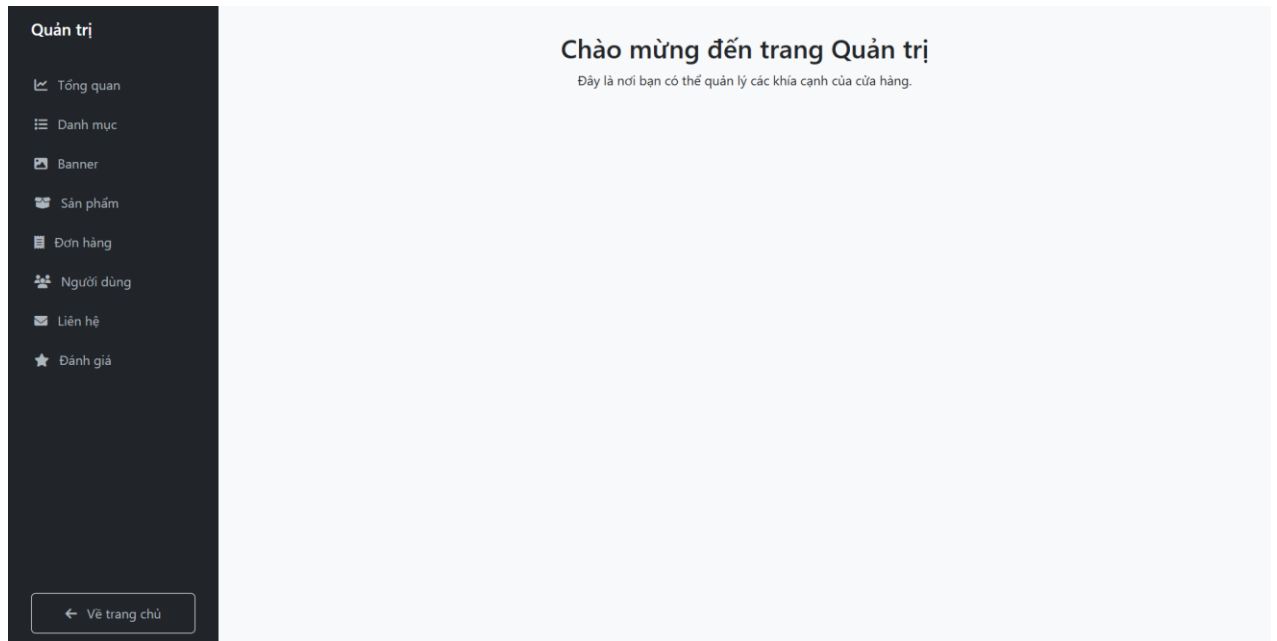 Quản trị
Tổng quan
Danh mục
Banner
Sản phẩm
Đơn hàng
Người dùng
Liên hệ
Đánh giá
Về trang chủ
Chào mừng đến trang Quản trị
Đây là nơi bạn có thể quản lý các khía cạnh của cửa hàng.